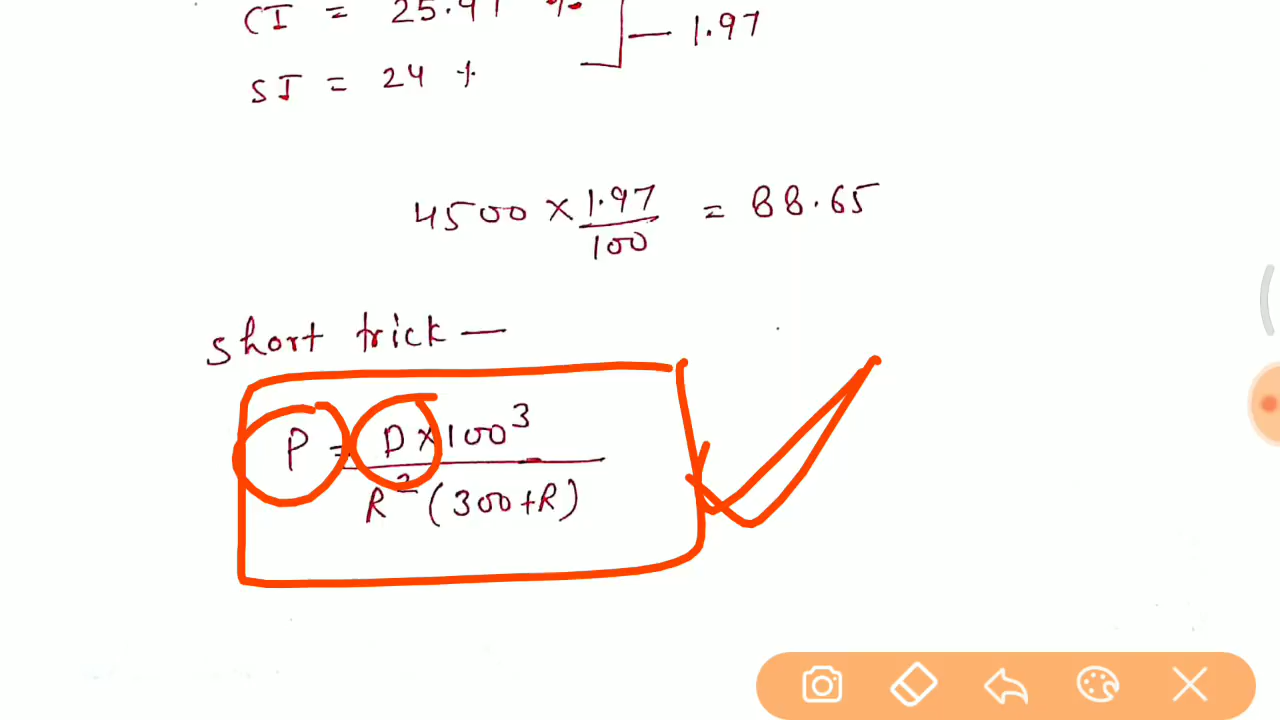 CI = 25.97 %
— 1.97
SI = 24 %
4500 × 1.97/100 = 88.65
short trick —
P = D × 100³
R² (300+R)